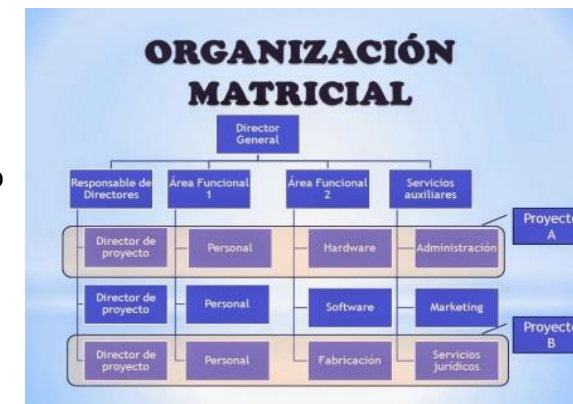 ORGANIZACIÓN
MATRICIAL
Director
General
Responsable de
Directores
Área Funcional
1
Área Funcional
2
Servicios
auxiliares
Proyecto
A
Director de
proyecto
Personal
Hardware
Administración
Director de
proyecto
Personal
Software
Marketing
Proyecto
B
Director de
proyecto
Personal
Fabricación
Servicios
jurídicos